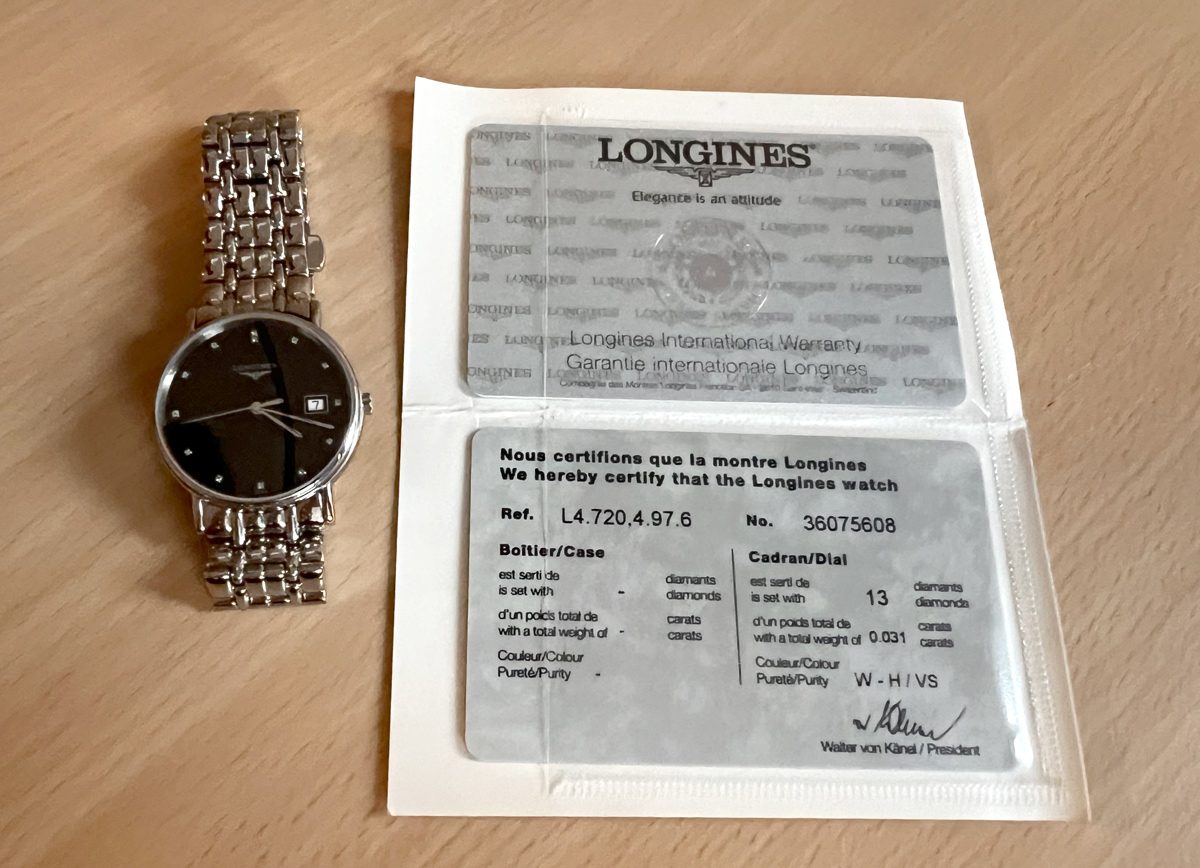 7
LONGINES
Elegance is an attitude
Longines International Warranty
Garantie internationale Longines
Nous certifions que la montre Longines
We hereby certify that the Longines watch
Ref. L4.720,4.97.6 No. 36075608
Boîtier/Case
est serti de diamants
is set with - diamonds
d'un poids total de carats
with a total weight of - carats
Couleur/Colour
Pureté/Purity -
Cadran/Dial
est serti de diamants
is set with 13 diamonds
d'un poids total de carats
with a total weight of 0.031 carats
Couleur/Colour
Pureté/Purity W - H / VS
Walter von Känel / President